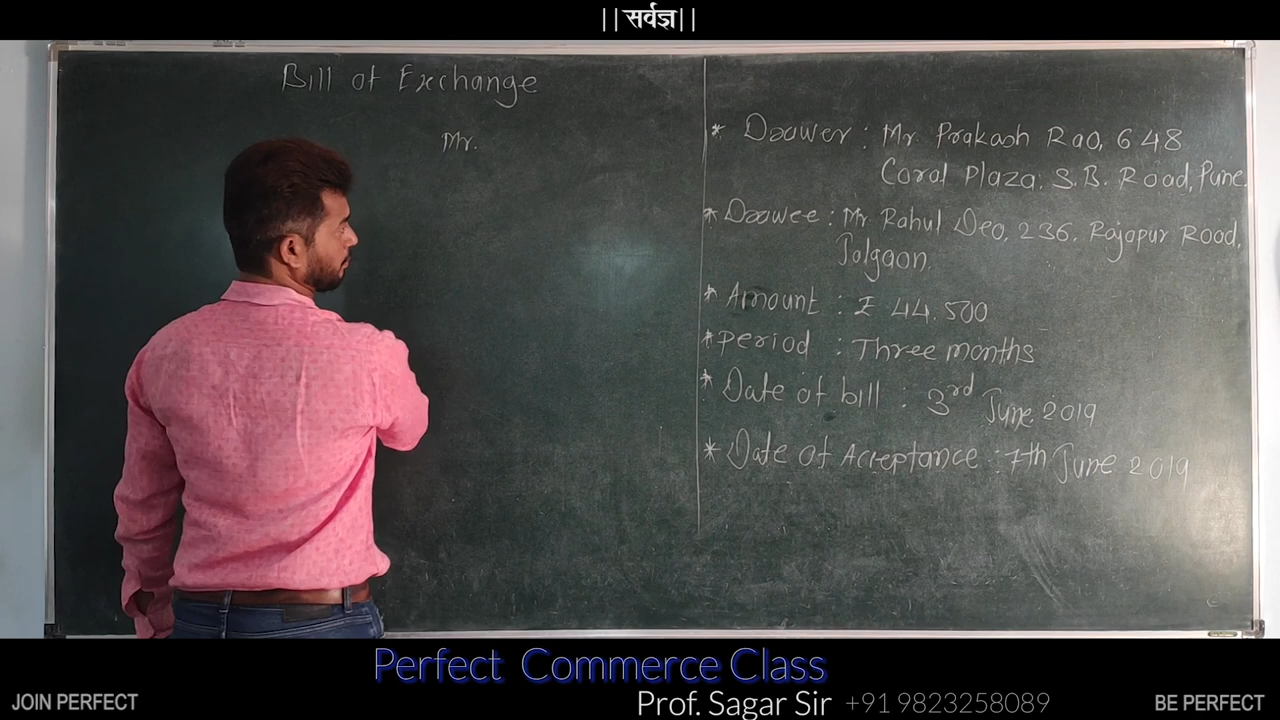 ||सर्वज्ञ||
Bill of Exchange
Mr.
* Drawer : Mr. Prakash Rao, 648
Coral Plaza, S.B. Road, Pune.
* Drawee : Mr. Rahul Deo, 236, Rajapur Road,
Jalgaon.
* Amount : ₹ 44,500
* Period : Three months
* Date of bill : 3rd June 2019
* Date of Acceptance : 7th June 2019
Perfect Commerce Class
Prof. Sagar Sir +91 9823258089
JOIN PERFECT
BE PERFECT